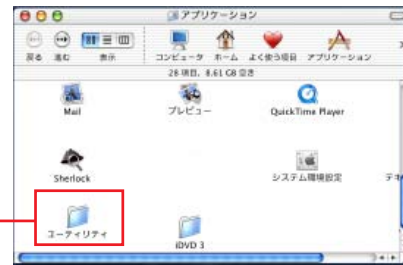 アプリケーション
戻る 進む 表示 コンピュータ ホーム よく使う項目 アプリケーション
28 項目、8.61 GB 空き
Mail プレビュー QuickTime Player
Sherlock システム環境設定
ユーティリティ iDVD 3